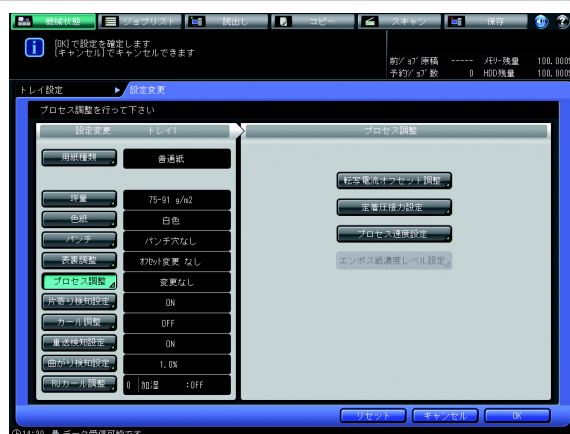 機械状態 ジョブリスト 読出し コピー スキャン 保存
[OK]で設定を確定します
[キャンセル]でキャンセルできます
前ジョブ 原稿 ----- メモリー残量 100.000%
予約ジョブ数 0 HDD残量 100.000%
トレイ設定 設定変更
プロセス調整を行って下さい
設定変更 トレイ1 プロセス調整
用紙種類 普通紙
転写電流オフセット調整
坪量 75-91 g/m2
定着圧接力設定
色紙 白色
パンチ パンチ穴なし
プロセス速度設定
表裏調整 オフセット変更 なし
エンボス紙濃度レベル設定
プロセス調整 変更なし
片寄り検知設定 ON
カール調整 OFF
重送検知設定 ON
曲がり検知設定 1.0%
RUカール調整 0 加湿 :OFF
リセット キャンセル OK
データ受信可能です